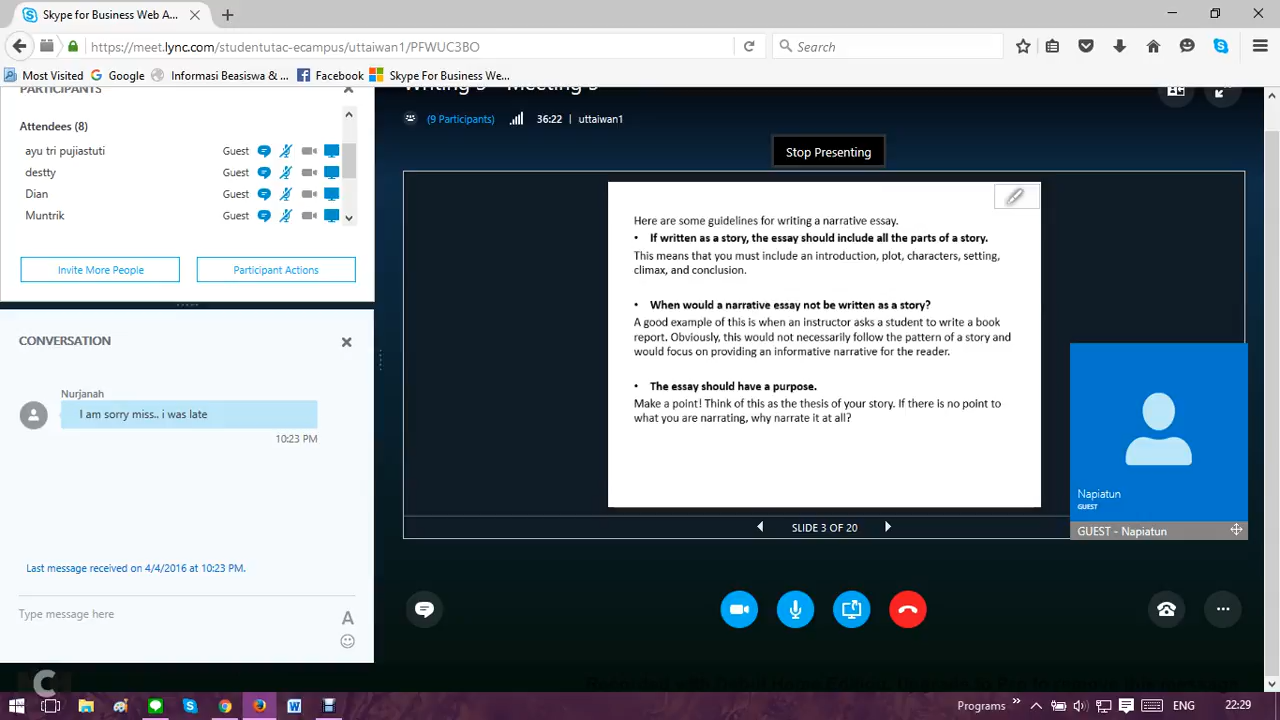 Skype for Business Web A...
https://meet.lync.com/studentutac-ecampus/uttaiwan1/PFWUC3BO
Search
Most Visited
Google
Informasi Beasiswa &...
Facebook
Skype For Business We...
PARTICIPANTS
Attendees (8)
ayu tri pujiastuti Guest
destty Guest
Dian Guest
Muntrik Guest
Invite More People
Participant Actions
CONVERSATION
Nurjanah
I am sorry miss.. i was late
10:23 PM
Last message received on 4/4/2016 at 10:23 PM.
Type message here
A
(9 Participants)
36:22
uttaiwan1
Stop Presenting
Here are some guidelines for writing a narrative essay.
• If written as a story, the essay should include all the parts of a story.
This means that you must include an introduction, plot, characters, setting,
climax, and conclusion.
• When would a narrative essay not be written as a story?
A good example of this is when an instructor asks a student to write a book
report. Obviously, this would not necessarily follow the pattern of a story and
would focus on providing an informative narrative for the reader.
• The essay should have a purpose.
Make a point! Think of this as the thesis of your story. If there is no point to
what you are narrating, why narrate it at all?
SLIDE 3 OF 20
Napiatun
GUEST
GUEST - Napiatun
Programs
ENG
22:29